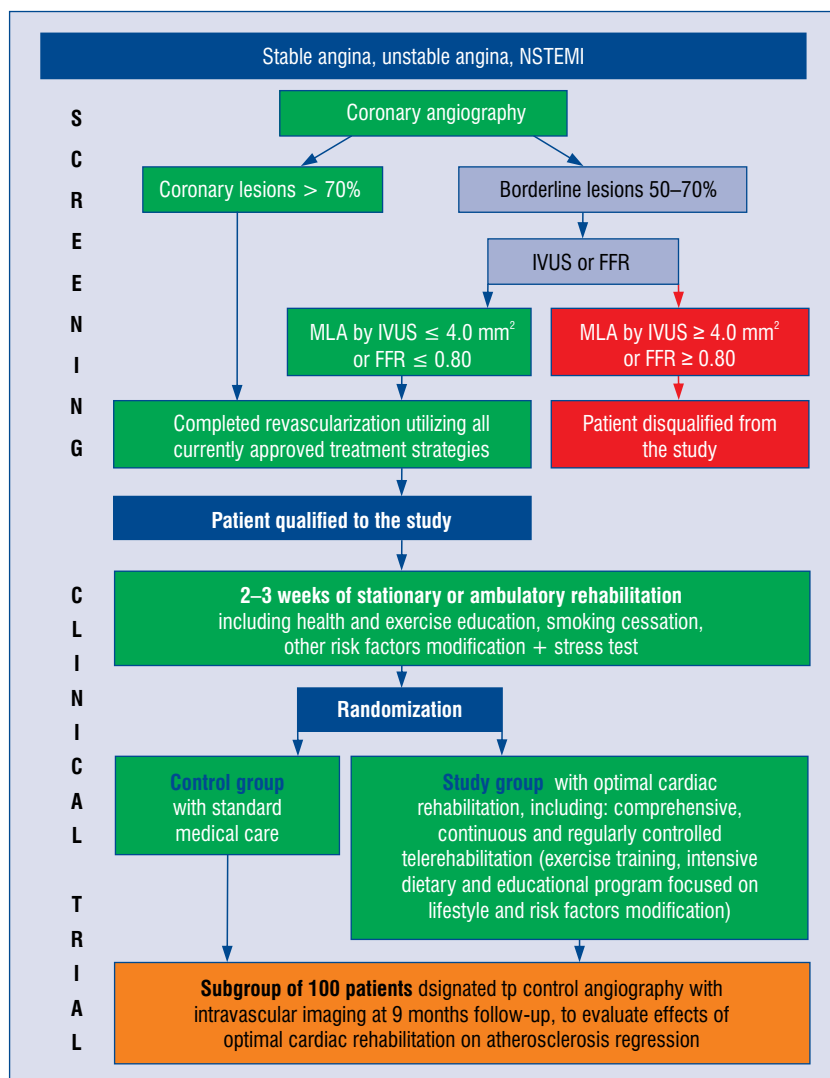 Stable angina, unstable angina, NSTEMI
SCREENING
Coronary angiography
Coronary lesions > 70%
Borderline lesions 50–70%
IVUS or FFR
MLA by IVUS ≤ 4.0 mm²
or FFR ≤ 0.80
MLA by IVUS ≥ 4.0 mm²
or FFR ≥ 0.80
Completed revascularization utilizing all
currently approved treatment strategies
Patient disqualified from
the study
Patient qualified to the study
CLINICAL TRIAL
2–3 weeks of stationary or ambulatory rehabilitation
including health and exercise education, smoking cessation,
other risk factors modification + stress test
Randomization
Control group
with standard
medical care
Study group with optimal cardiac
rehabilitation, including: comprehensive,
continuous and regularly controlled
telerehabilitation (exercise training, intensive
dietary and educational program focused on
lifestyle and risk factors modification)
Subgroup of 100 patients dsignated tp control angiography with
intravascular imaging at 9 months follow-up, to evaluate effects of
optimal cardiac rehabilitation on atherosclerosis regression